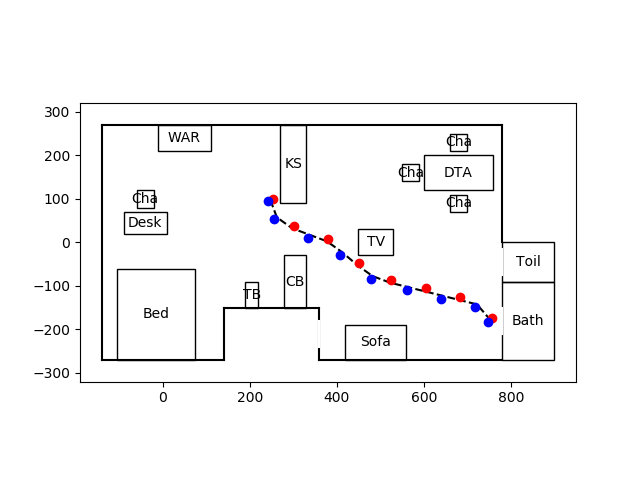 300
200
100
0
−100
−200
−300
WAR
KS
Cha
Cha
DTA
Cha
Cha
Desk
TV
Toil
CB
TB
Bed
Bath
Sofa
0
200
400
600
800